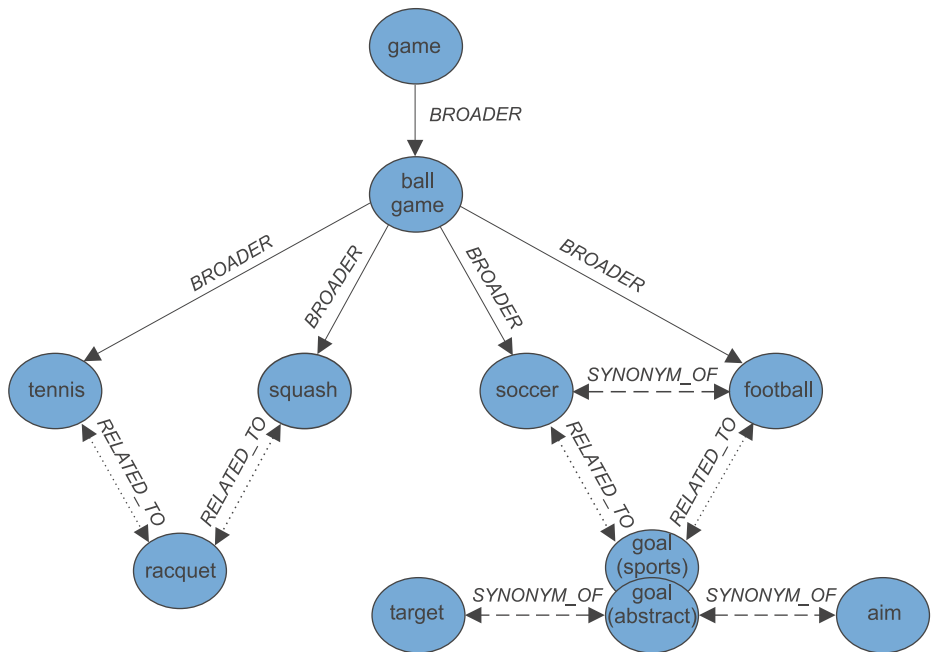 game
BROADER
ball
game
BROADER
BROADER
BROADER
BROADER
tennis
squash
soccer
SYNONYM_OF
football
RELATED_TO
RELATED_TO
RELATED_TO
RELATED_TO
racquet
goal
(sports)
target
SYNONYM_OF
goal
(abstract)
SYNONYM_OF
aim